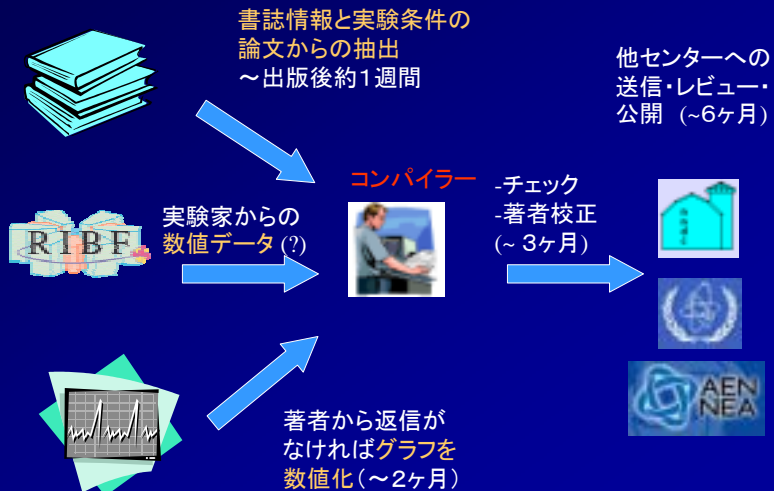 書誌情報と実験条件の
論文からの抽出
～出版後約１週間
他センターへの
送信・レビュー・
公開 (~6ヶ月)
コンパイラー
-チェック
-著者校正
(~ 3ヶ月)
RIBF
実験家からの
数値データ (?)
著者から返信が
なければグラフを
数値化(～2ヶ月)
AEN
NEA